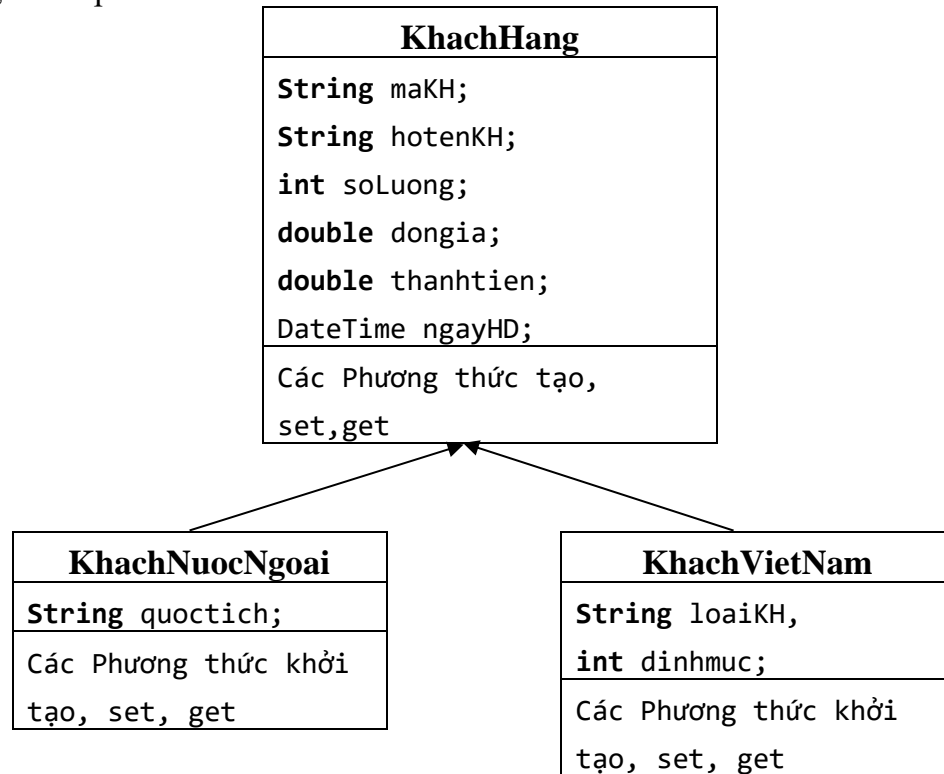 KhachHang
String maKH;
String hotenKH;
int soLuong;
double dongia;
double thanhtien;
DateTime ngayHD;
Các Phương thức tạo,
set,get
KhachNuocNgoai
String quoctich;
Các Phương thức khởi
tạo, set, get
KhachVietNam
String loaiKH,
int dinhmuc;
Các Phương thức khởi
tạo, set, get